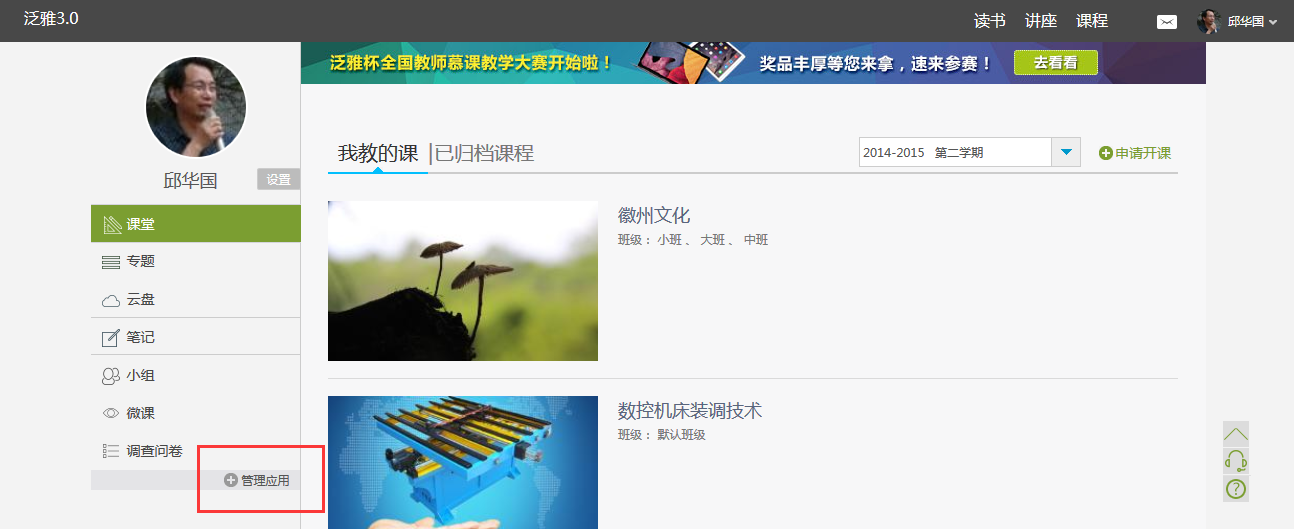 泛雅3.0
读书 讲座 课程 邱华国
泛雅杯全国教师慕课教学大赛开始啦！ 奖品丰厚等您来拿，速来参赛！ 去看看
邱华国 设置
课堂
专题
云盘
笔记
小组
微课
调查问卷
管理应用
我教的课 |已归档课程 2014-2015 第二学期 申请开课
徽州文化
班级： 小班 、 大班 、 中班
数控机床装调技术
班级： 默认班级